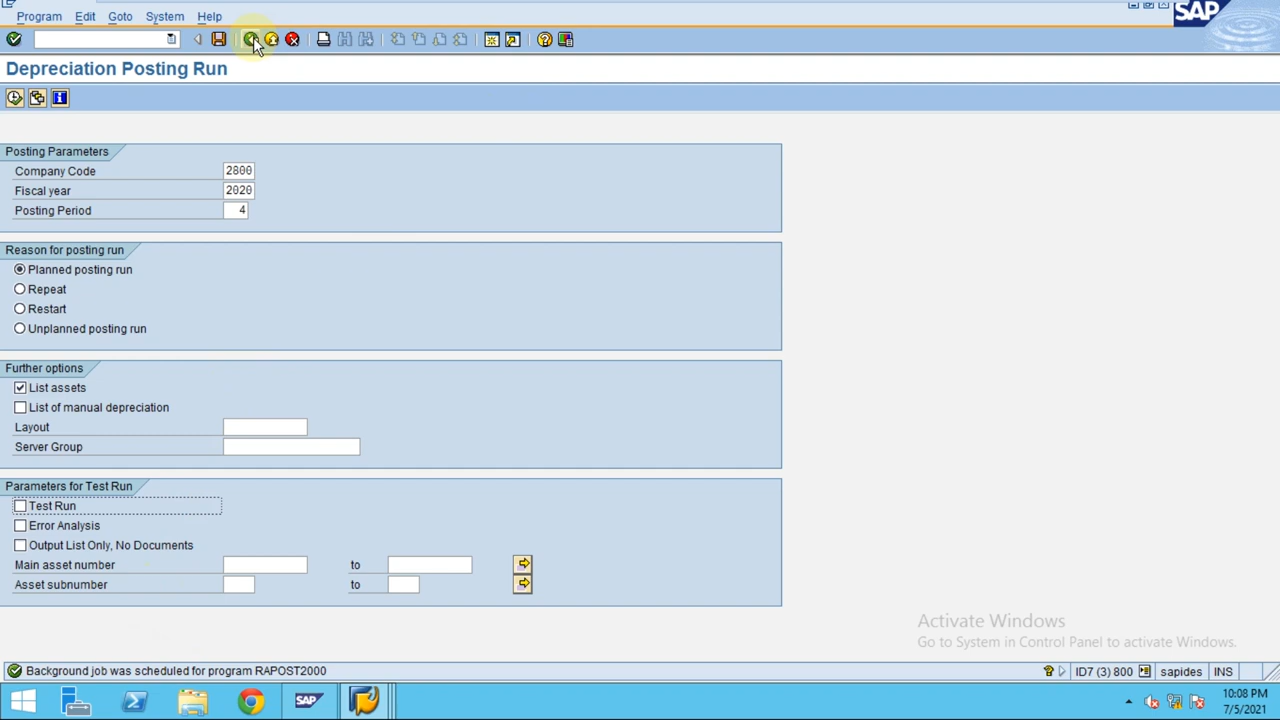 Program Edit Goto System Help
SAP
Depreciation Posting Run
Posting Parameters
Company Code 2800
Fiscal year 2020
Posting Period 4
Reason for posting run
Planned posting run
Repeat
Restart
Unplanned posting run
Further options
List assets
List of manual depreciation
Layout
Server Group
Parameters for Test Run
Test Run
Error Analysis
Output List Only, No Documents
Main asset number to
Asset subnumber to
Activate Windows
Go to System in Control Panel to activate Windows.
Background job was scheduled for program RAPOST2000
ID7 (3) 800 sapides INS
SAP
10:08 PM
7/5/2021